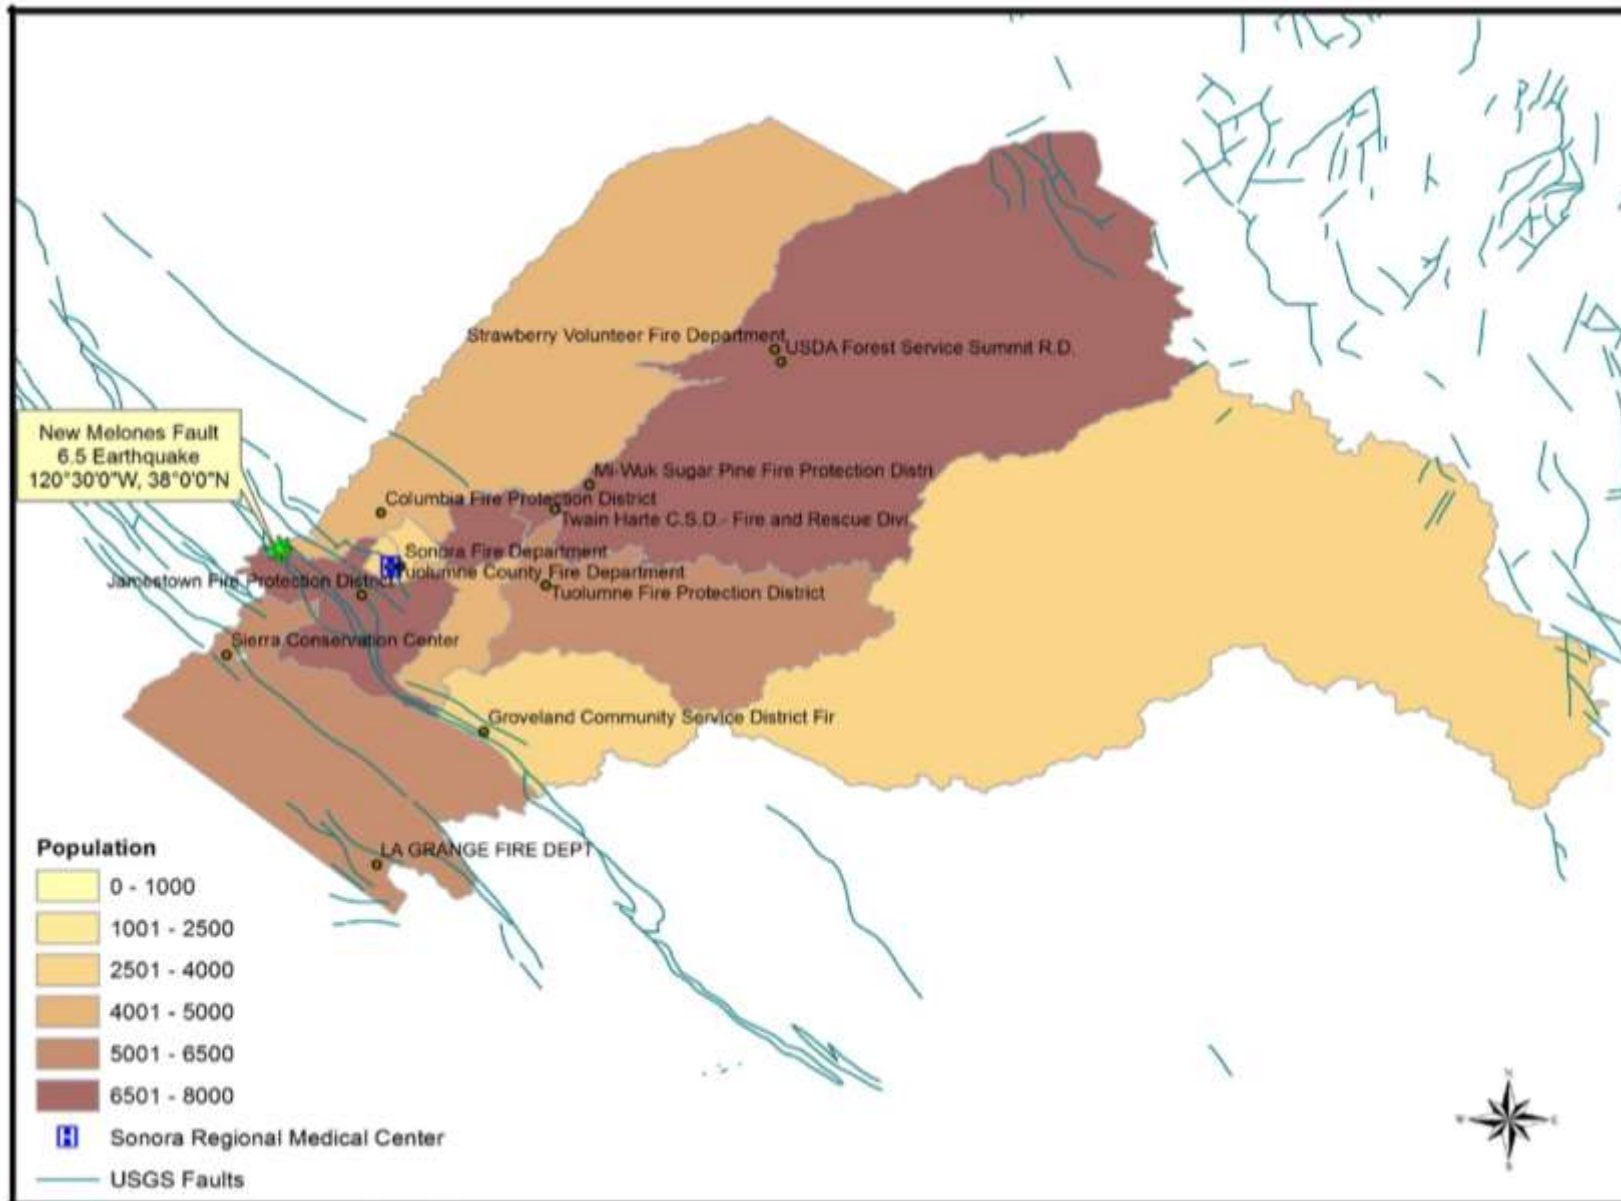 Strawberry Volunteer Fire Department
USDA Forest Service Summit R.D.
New Melones Fault
6.5 Earthquake
120°30'0"W, 38°0'0"N
Mi-Wuk Sugar Pine Fire Protection Distri
Columbia Fire Protection District
Twain Harte C.S.D.- Fire and Rescue Divi
Sonora Fire Department
Tuolumne County Fire Department
Jamestown Fire Protection District
Tuolumne Fire Protection District
Sierra Conservation Center
Groveland Community Service District Fir
LA GRANGE FIRE DEPT
Population
0 - 1000
1001 - 2500
2501 - 4000
4001 - 5000
5001 - 6500
6501 - 8000
H Sonora Regional Medical Center
USGS Faults
N
W E
S